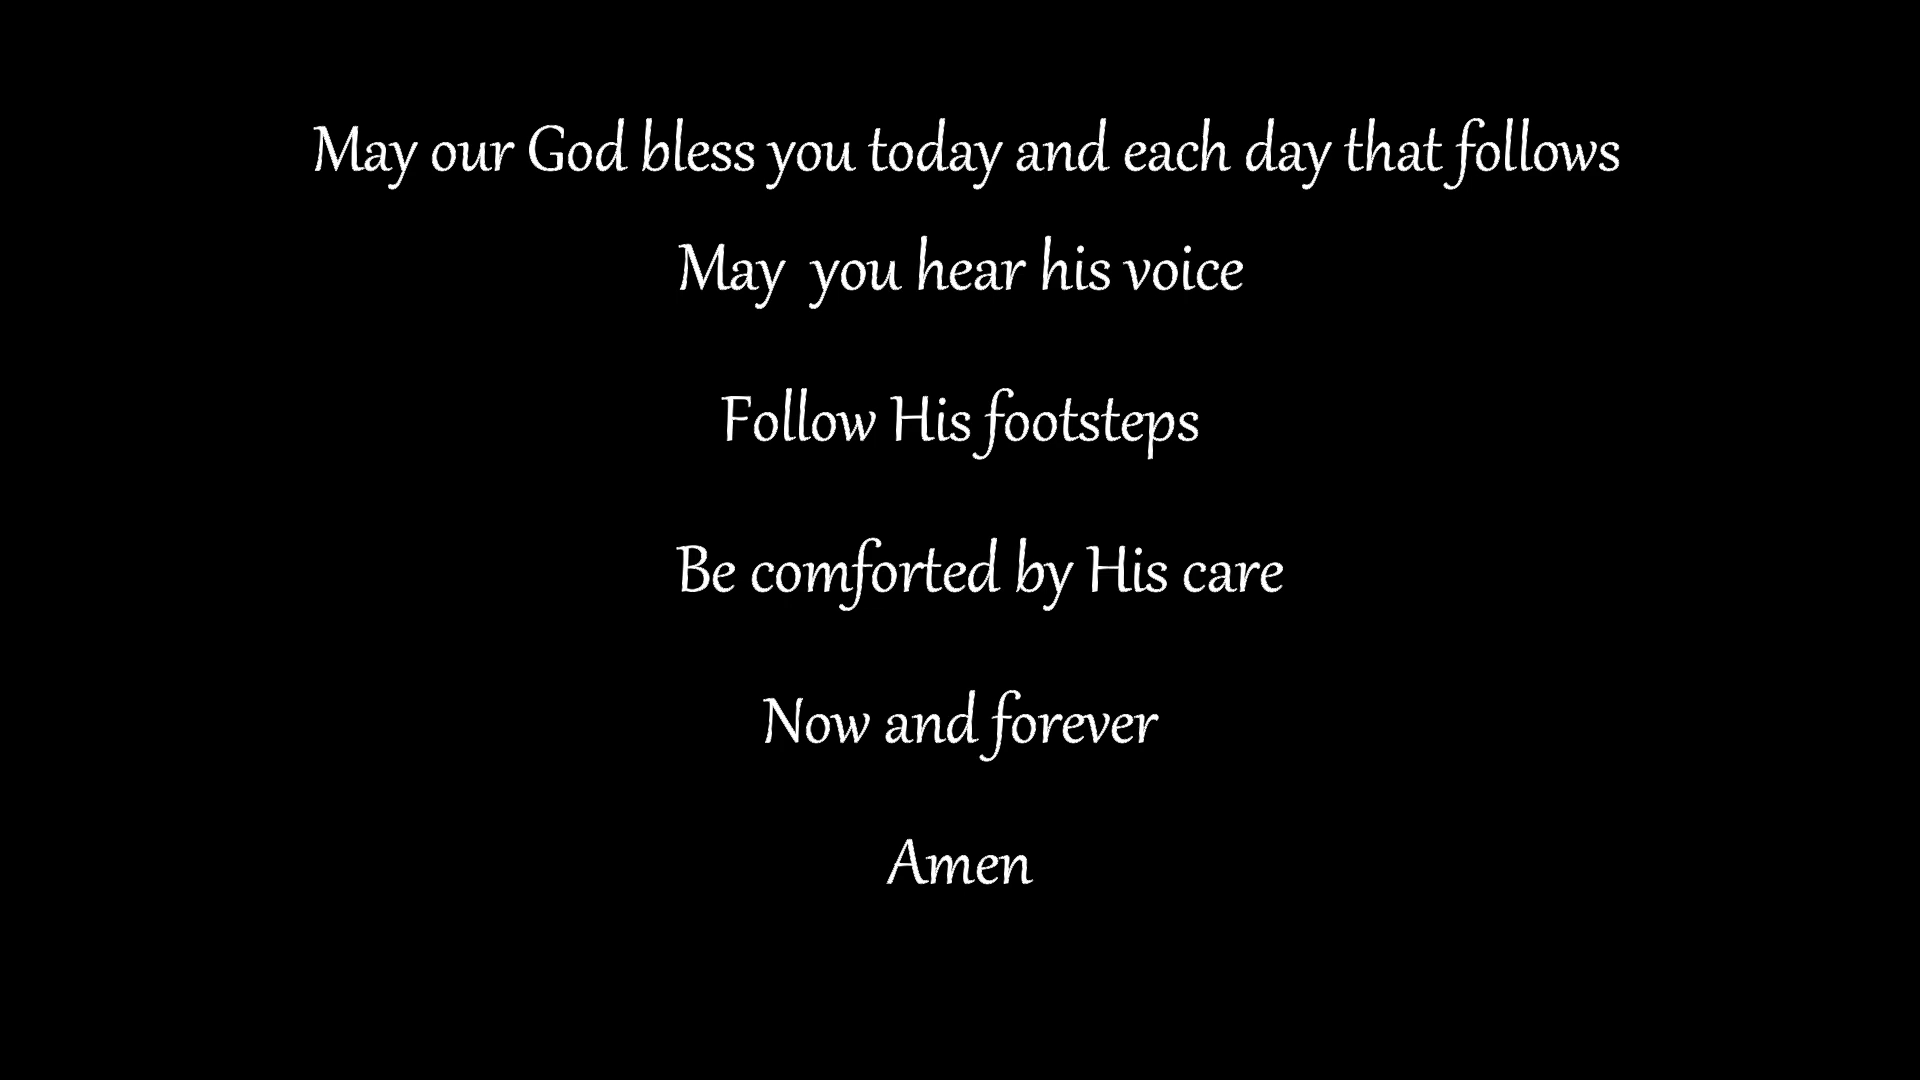 May our God bless you today and each day that follows
May  you hear his voice
Follow His footsteps
Be comforted by His care
Now and forever
Amen